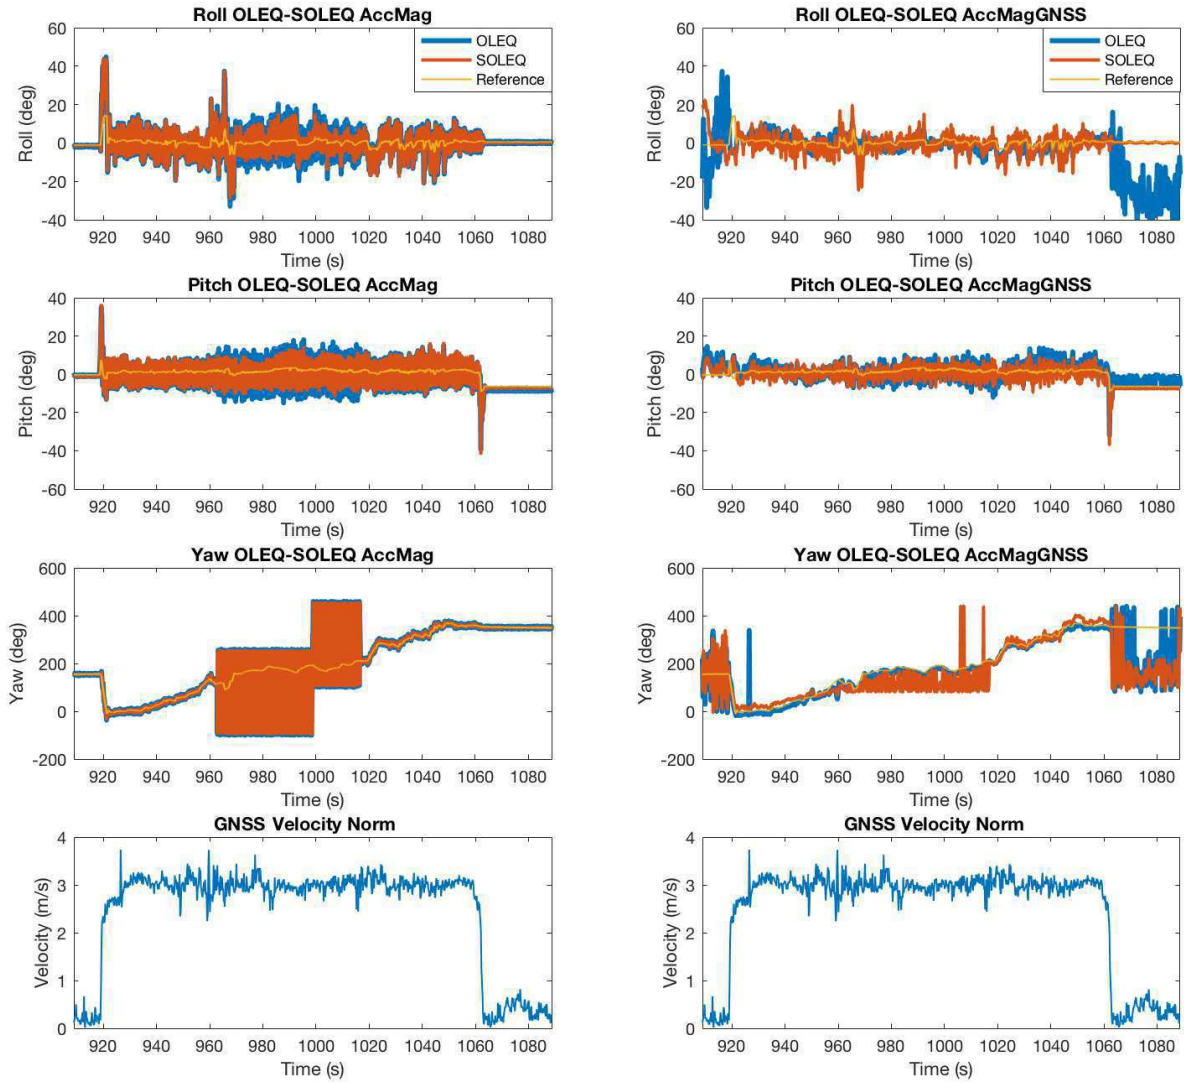 Roll OLEQ-SOLEQ AccMag
60
40
20
0
-20
-40
Roll (deg)
OLEQ
SOLEQ
Reference
920 940 960 980 1000 1020 1040 1060 1080
Time (s)
Roll OLEQ-SOLEQ AccMagGNSS
60
40
20
0
-20
-40
Roll (deg)
OLEQ
SOLEQ
Reference
920 940 960 980 1000 1020 1040 1060 1080
Time (s)
Pitch OLEQ-SOLEQ AccMag
40
20
0
-20
-40
-60
Pitch (deg)
920 940 960 980 1000 1020 1040 1060 1080
Time (s)
Pitch OLEQ-SOLEQ AccMagGNSS
40
20
0
-20
-40
-60
Pitch (deg)
920 940 960 980 1000 1020 1040 1060 1080
Time (s)
Yaw OLEQ-SOLEQ AccMag
600
400
200
0
-200
Yaw (deg)
920 940 960 980 1000 1020 1040 1060 1080
Time (s)
Yaw OLEQ-SOLEQ AccMagGNSS
600
400
200
0
-200
Yaw (deg)
920 940 960 980 1000 1020 1040 1060 1080
Time (s)
GNSS Velocity Norm
4
3
2
1
0
Velocity (m/s)
920 940 960 980 1000 1020 1040 1060 1080
Time (s)
GNSS Velocity Norm
4
3
2
1
0
Velocity (m/s)
920 940 960 980 1000 1020 1040 1060 1080
Time (s)